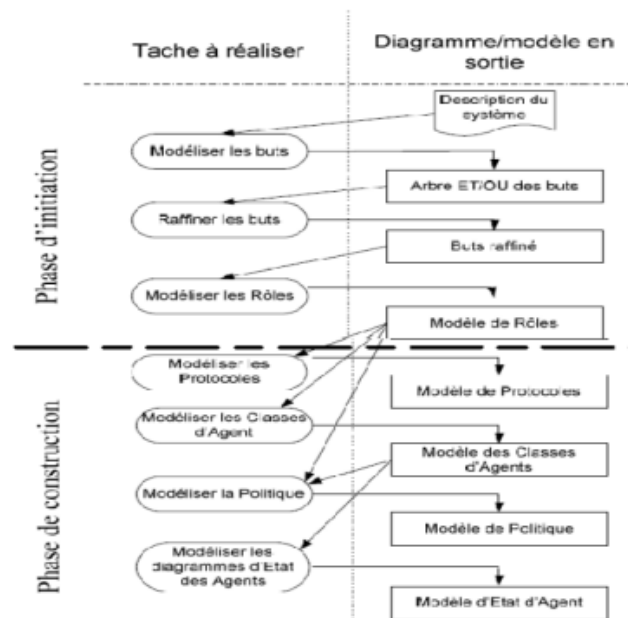 Tache à réaliser
Diagramme/modèle en
sortie
Phase d'initiation
Description du
système
Modéliser les buts
Arbre ET/OU des buts
Raffiner les buts
Buts raffiné
Modéliser les Rôles
Modèle de Rôles
Phase de construction
Modéliser les
Protocoles
Modèle de Protocoles
Modéliser les Classes
d'Agent
Modèle des Classes
d'Agents
Modéliser la Politique
Modèle de Politique
Modéliser les
diagrammes d'Etat
des Agents
Modèle d'Etat d'Agent